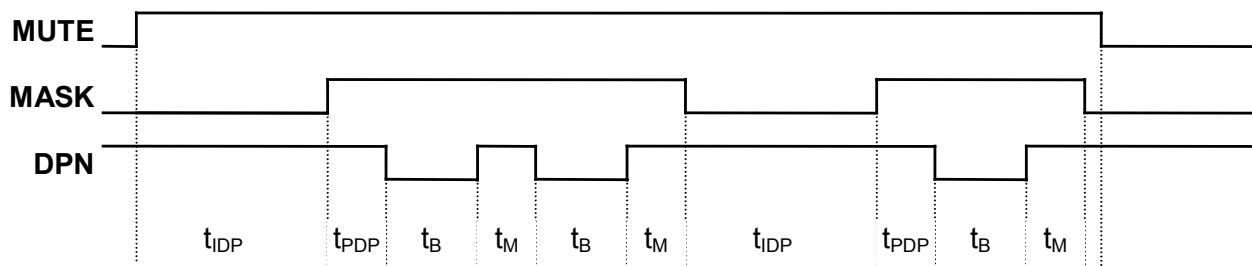 MUTE
MASK
DPN
tIDP tPDP tB tM tB tM tIDP tPDP tB tM